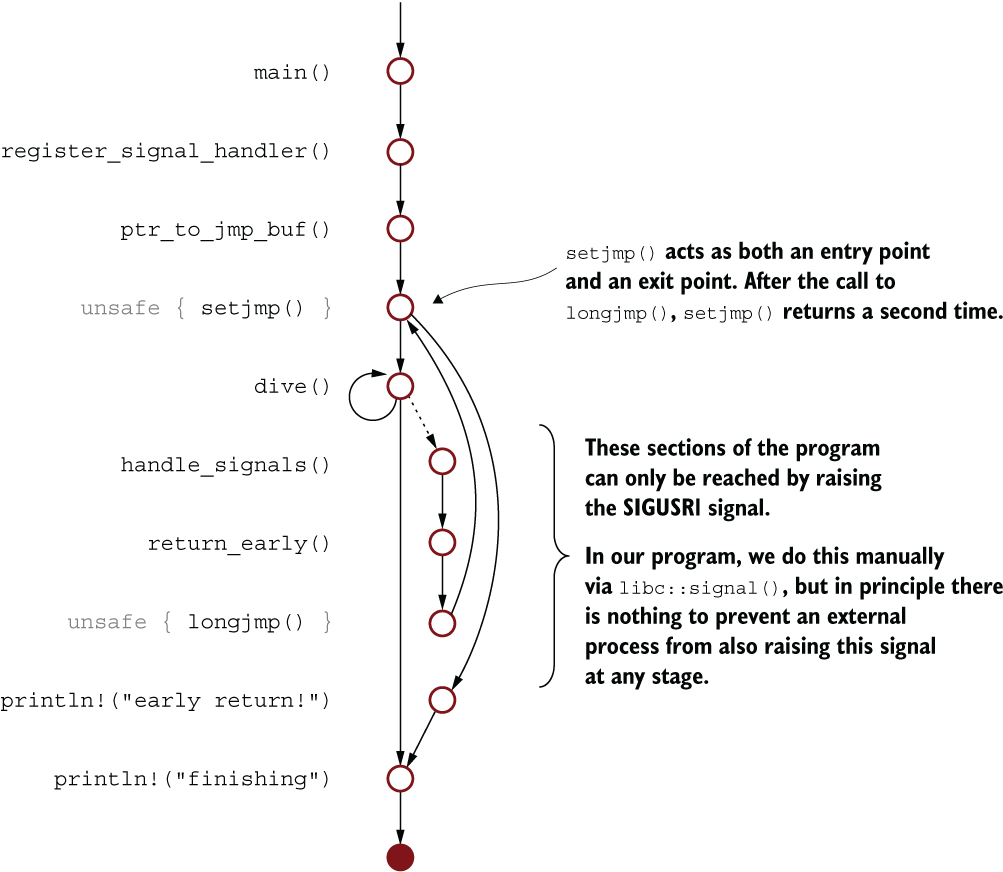 main()
register_signal_handler()
ptr_to_jmp_buf()
setjmp() acts as both an entry point
and an exit point. After the call to
longjmp(), setjmp() returns a second time.
unsafe { setjmp() }
dive()
These sections of the program
can only be reached by raising
the SIGUSRI signal.
handle_signals()
return_early()
In our program, we do this manually
via libc::signal(), but in principle there
is nothing to prevent an external
process from also raising this signal
at any stage.
unsafe { longjmp() }
println!("early return!")
println!("finishing")